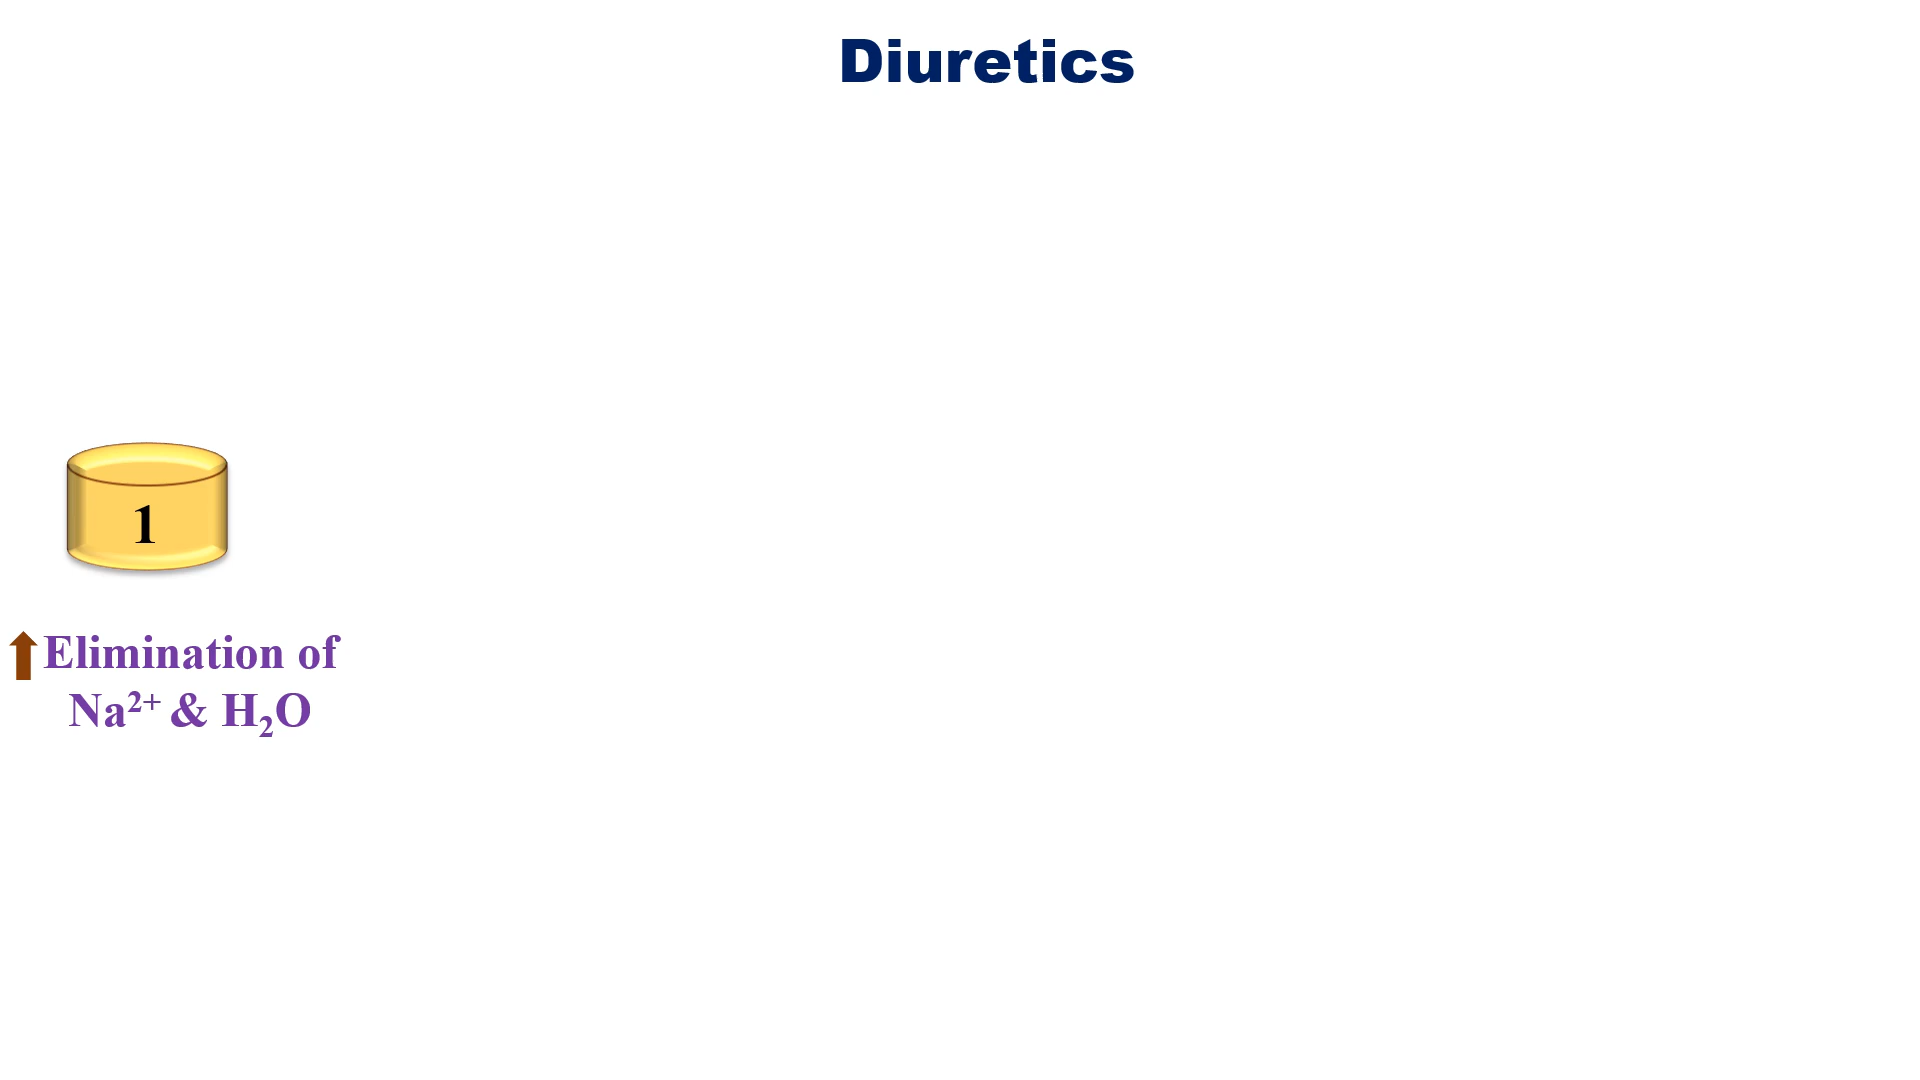 Diuretics
1
Elimination of
Na²⁺ & H₂O